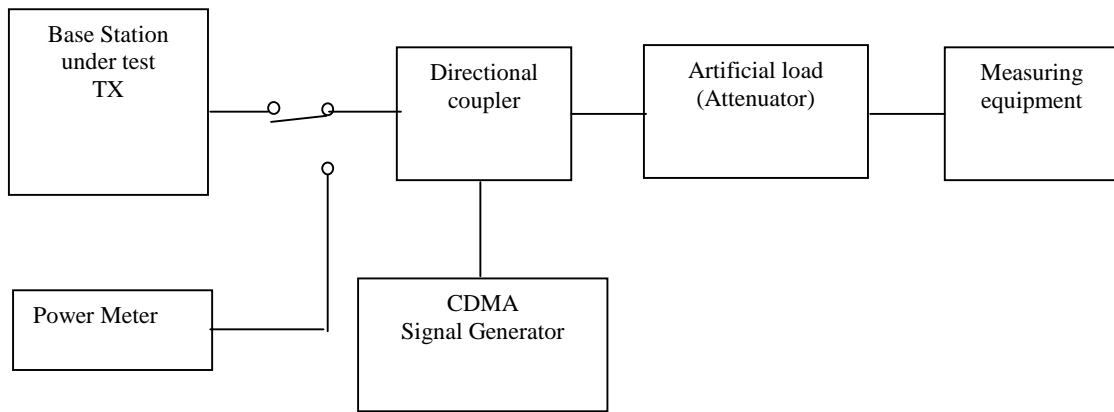 Base Station
under test
TX
Directional
coupler
Artificial load
(Attenuator)
Measuring
equipment
Power Meter
CDMA
Signal Generator